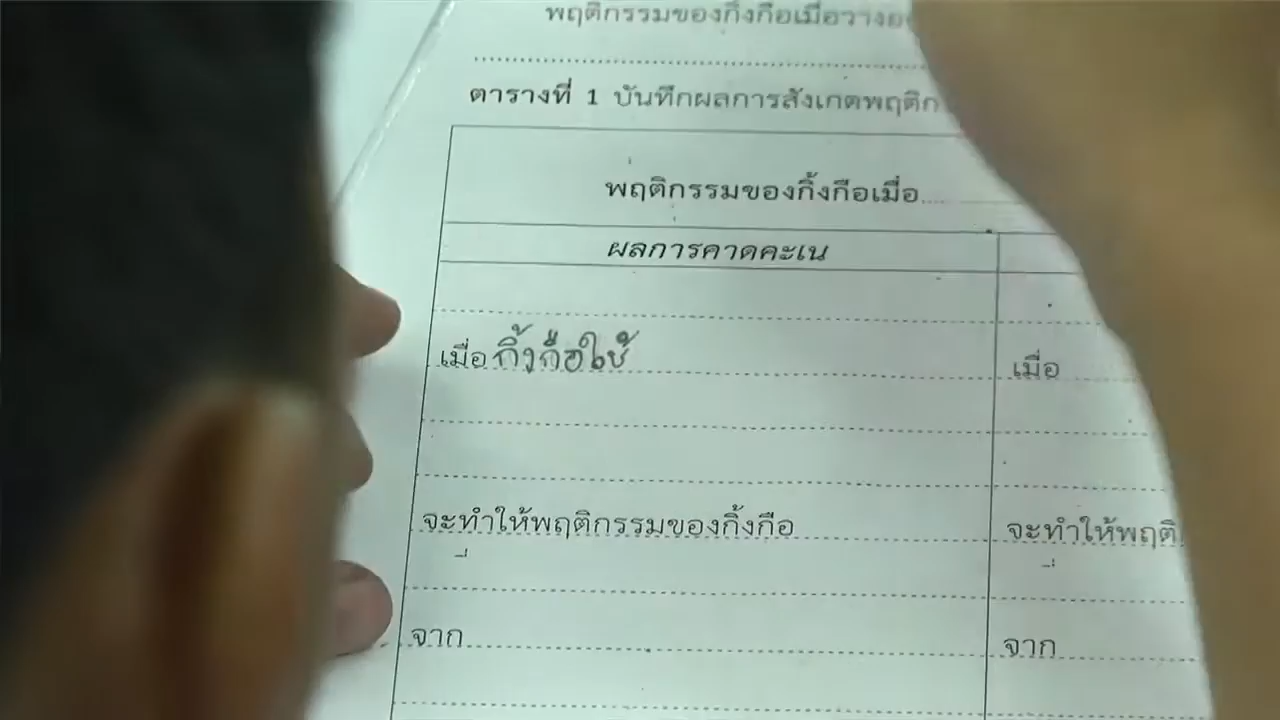 พฤติกรรมของกิ้งกือเมื่อวาง
ตารางที่ 1 บันทึกผลการสังเกตพฤติก
พฤติกรรมของกิ้งกือเมื่อ
ผลการคาดคะเน
เมื่อ กิ้งกือใช้
เมื่อ
จะทำให้พฤติกรรมของกิ้งกือ
จะทำให้พฤติ
จาก
จาก